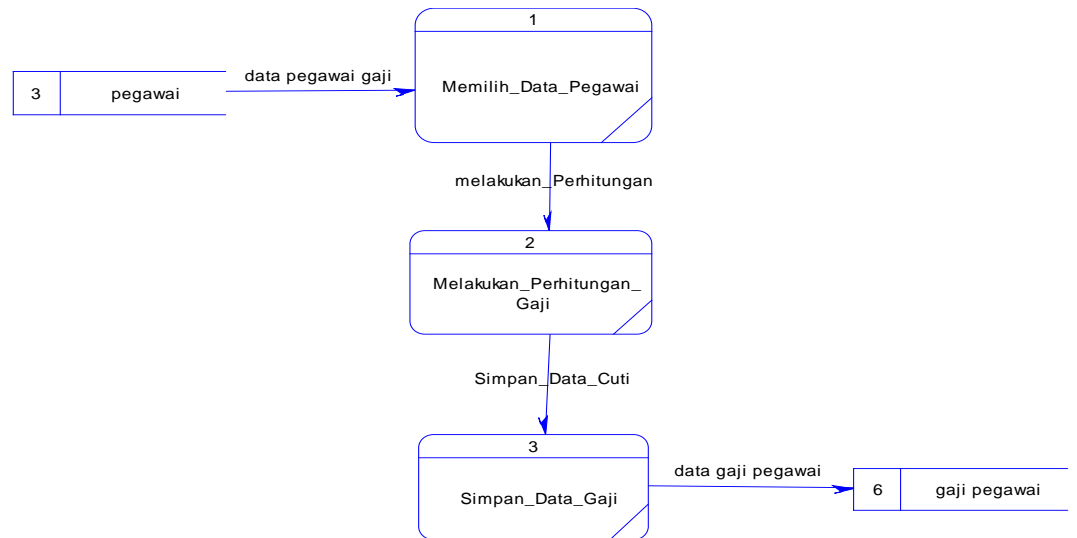 1
data pegawai gaji
3
pegawai
Memilih_Data_Pegawai
melakukan_Perhitungan
2
Melakukan_Perhitungan_
Gaji
Simpan_Data_Cuti
3
data gaji pegawai
Simpan_Data_Gaji
6
gaji pegawai